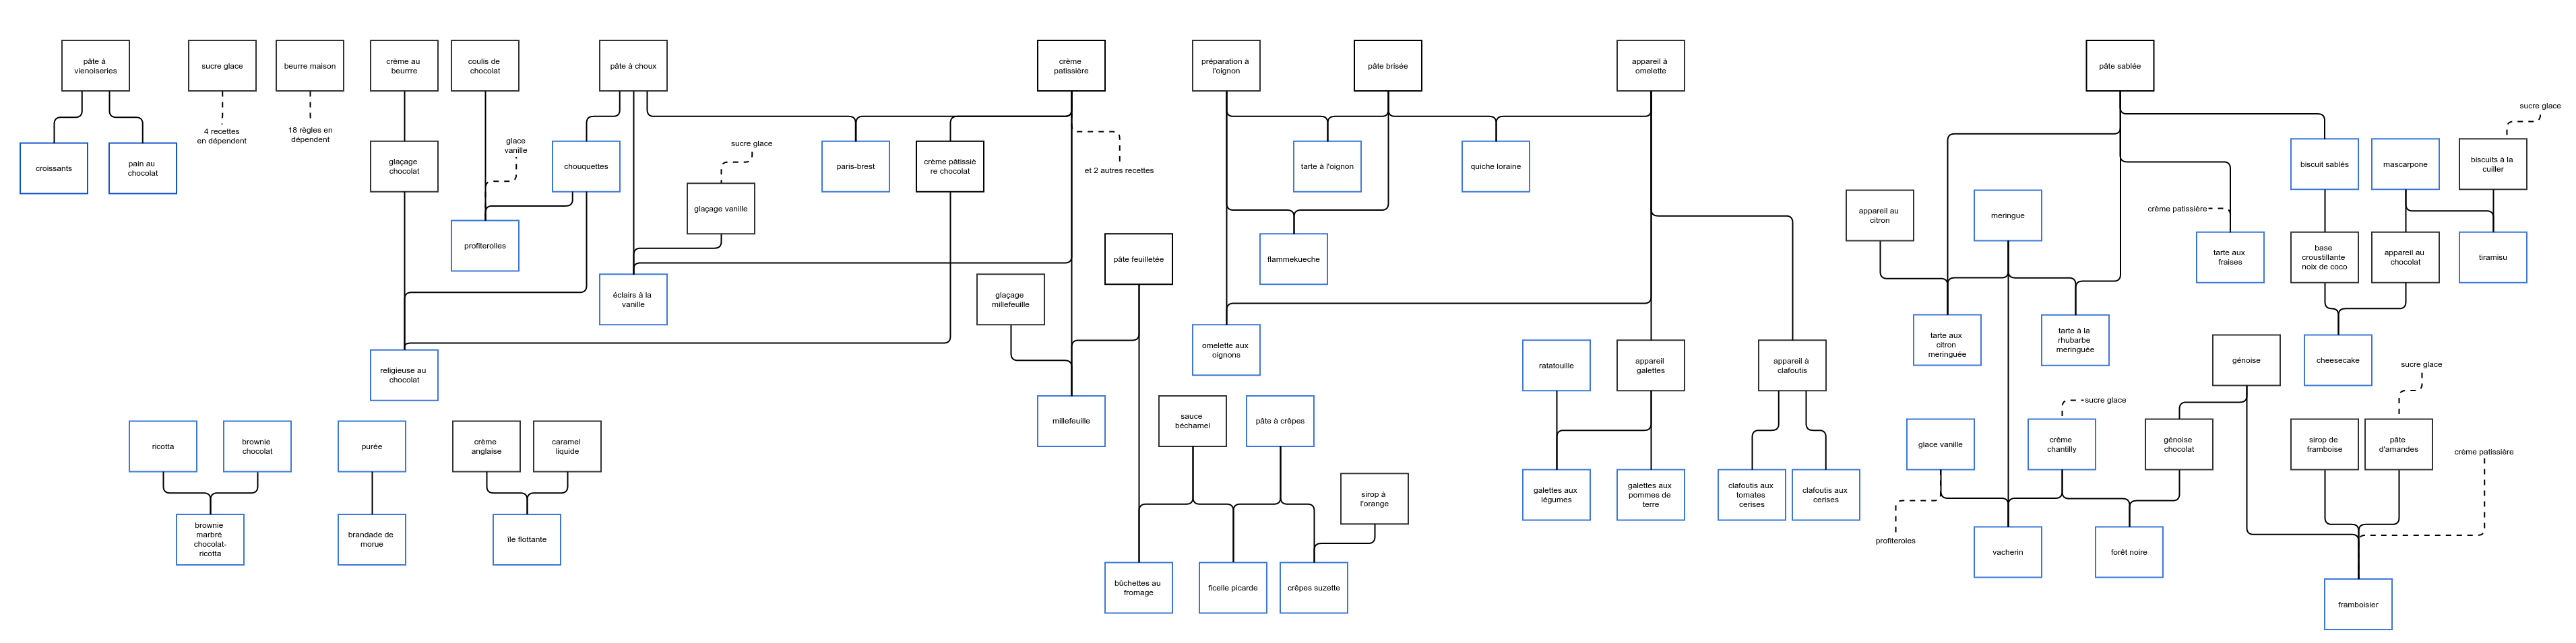 pâte à
vienoiseries
sucre glace
beurre maison
crème au
beurrre
coulis de
chocolat
pâte à choux
crème
patissière
préparation à
l'oignon
pâte brisée
appareil à
omelette
pâte sablée
sucre glace
4 recettes
en dépendent
18 règles en
dépendent
glace
vanille
sucre glace
croissants
pain au
chocolat
glaçage
chocolat
chouquettes
paris-brest
crème pâtissiè
re chocolat
et 2 autres recettes
tarte à l'oignon
quiche loraine
biscuit sablés
mascarpone
biscuits à la
cuiller
glaçage vanille
appareil au
citron
meringue
crème patissière
profiterolles
pâte feuilletée
flammekueche
tarte aux
fraises
base
croustillante
noix de coco
appareil au
chocolat
tiramisu
éclairs à la
vanille
glaçage
millefeuille
omelette aux
oignons
tarte aux
citron
meringuée
tarte à la
rhubarbe
meringuée
religieuse au
chocolat
ratatouille
appareil
galettes
appareil à
clafoutis
génoise
cheesecake
sucre glace
millefeuille
sauce
béchamel
pâte à crêpes
sucre glace
ricotta
brownie
chocolat
purée
crème
anglaise
caramel
liquide
glace vanille
crême
chantilly
génoise
chocolat
sirop de
framboise
pâte
d'amandes
crème patissière
sirop à
l'orange
galettes aux
légumes
galettes aux
pommes de
terre
clafoutis aux
tomates
cerises
clafoutis aux
cerises
brownie
marbré
chocolat-
ricotta
brandade de
morue
île flottante
profiteroles
vacherin
forêt noire
bûchettes au
fromage
ficelle picarde
crêpes suzette
framboisier